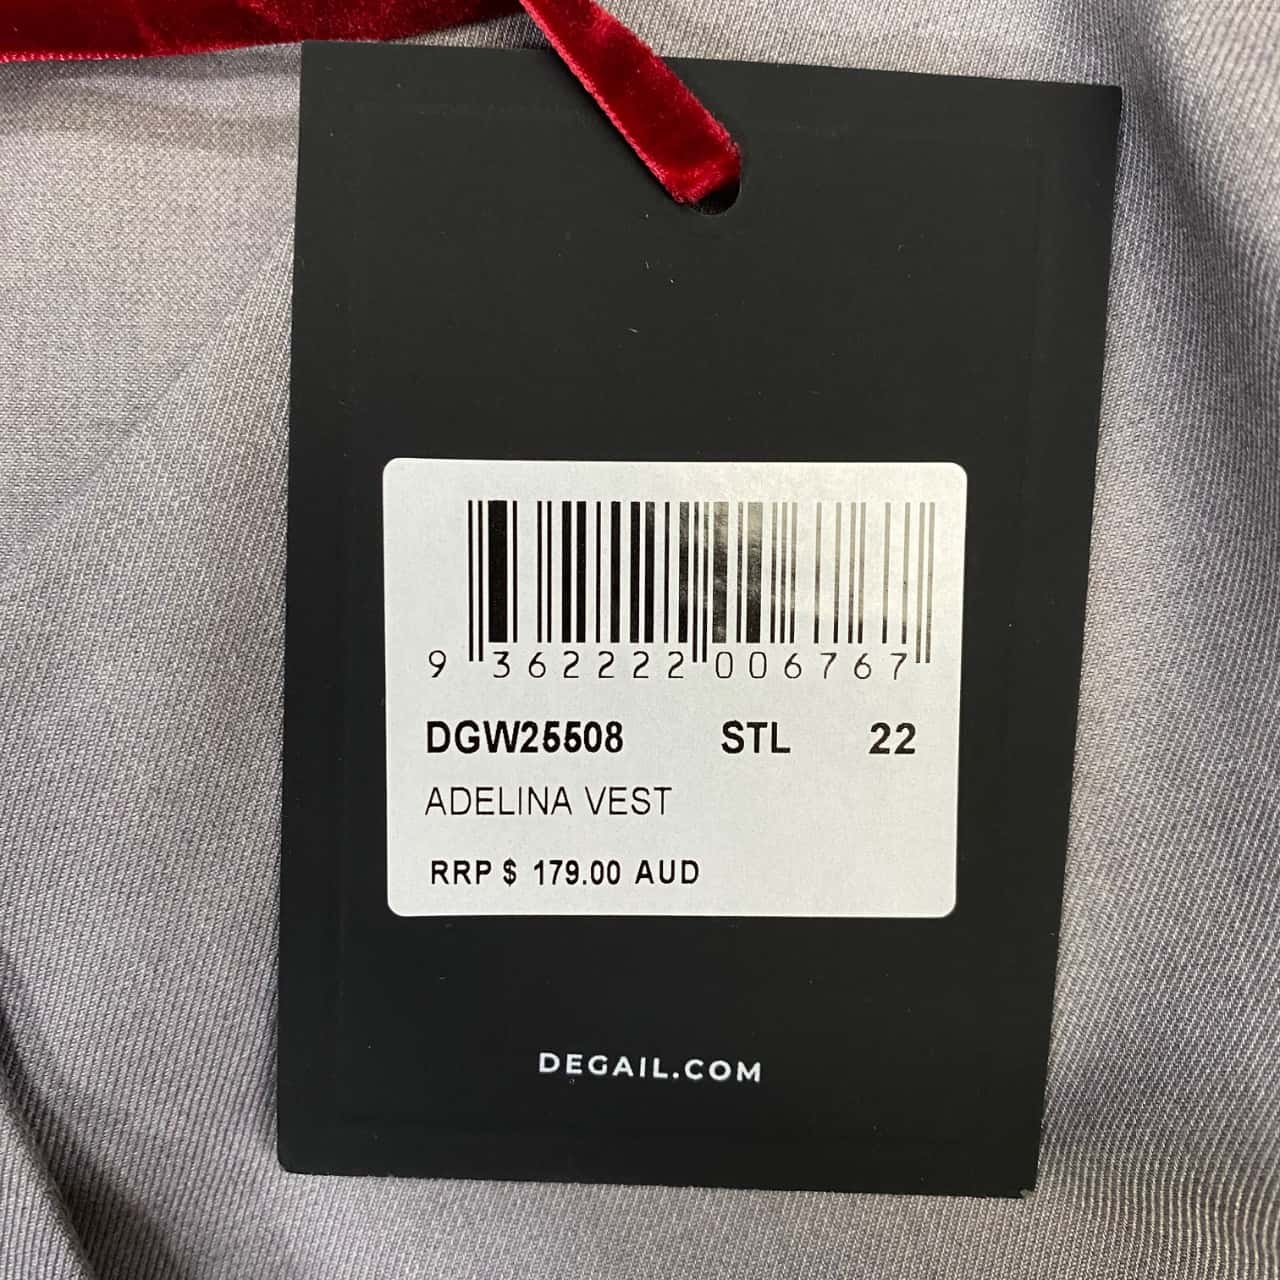 9 362222 006767
DGW25508 STL 22
ADELINA VEST
RRP $ 179.00 AUD
DEGAIL.COM